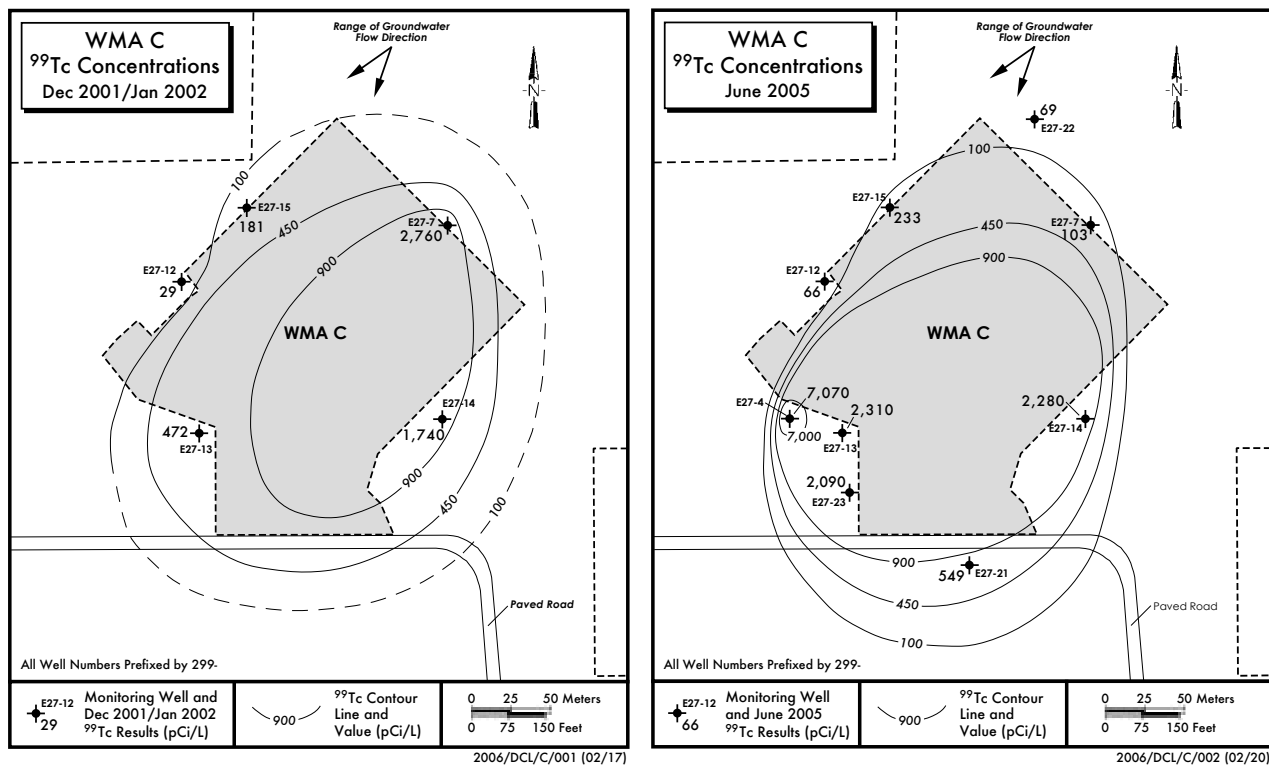 WMA C
⁹⁹Tc Concentrations
Dec 2001/Jan 2002
Range of Groundwater
Flow Direction
N
100
E27-15
181
450
E27-7
2,760
900
E27-12
29
WMA C
E27-14
1,740
472
E27-13
900
450
100
Paved Road
All Well Numbers Prefixed by 299-
E27-12
29
Monitoring Well and
Dec 2001/Jan 2002
⁹⁹Tc Results (pCi/L)
900
⁹⁹Tc Contour
Line and
Value (pCi/L)
0 25 50 Meters
0 75 150 Feet
2006/DCL/C/001 (02/17)
WMA C
⁹⁹Tc Concentrations
June 2005
Range of Groundwater
Flow Direction
N
69
E27-22
100
E27-15
233
450
E27-7
103
900
E27-12
66
WMA C
E27-4
7,070
7,000
2,310
E27-13
2,280
E27-14
2,090
E27-23
900
549
E27-21
450
100
Paved Road
All Well Numbers Prefixed by 299-
E27-12
66
Monitoring Well
and June 2005
⁹⁹Tc Results (pCi/L)
900
⁹⁹Tc Contour
Line and
Value (pCi/L)
0 25 50 Meters
0 75 150 Feet
2006/DCL/C/002 (02/20)